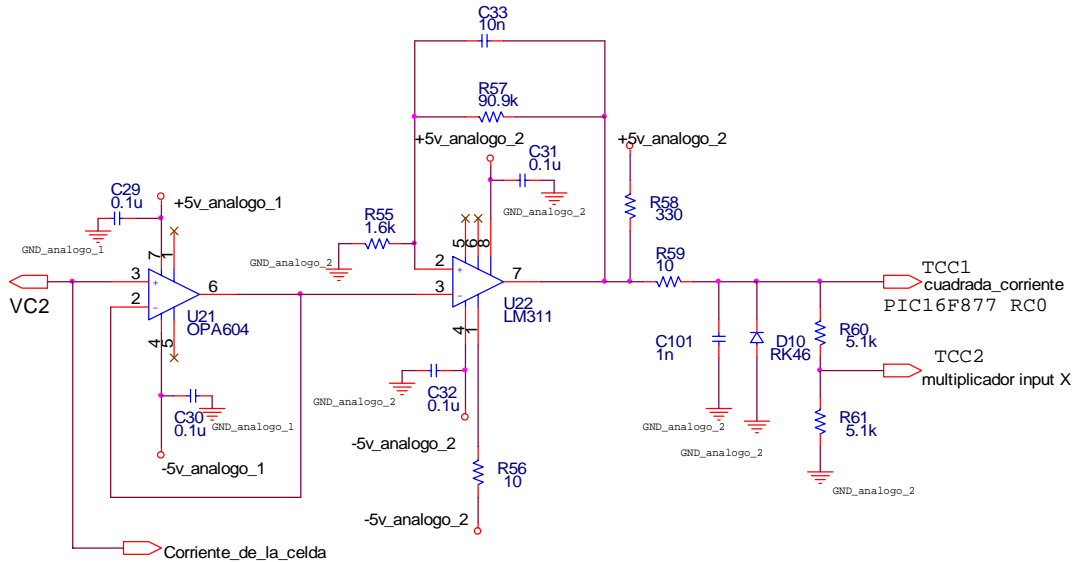 C33
10n
R57
90.9k
+5v_analogo_2
+5v_analogo_2
C31
0.1u
C29
0.1u
+5v_analogo_1
GND_analogo_2
R58
330
GND_analogo_1
R55
1.6k
GND_analogo_2
7
1
5
6
8
R59
10
TCC1
cuadrada_corriente
PIC16F877 RC0
VC2
3
2
+
-
6
U21
OPA604
4
5
2
3
+
-
7
U22
LM311
4
1
C101
1n
D10
RK46
R60
5.1k
TCC2
multiplicador input X
C30
0.1u
GND_analogo_1
-5v_analogo_1
C32
0.1u
GND_analogo_2
-5v_analogo_2
R56
10
-5v_analogo_2
GND_analogo_2
GND_analogo_2
R61
5.1k
GND_analogo_2
Corriente_de_la_celda